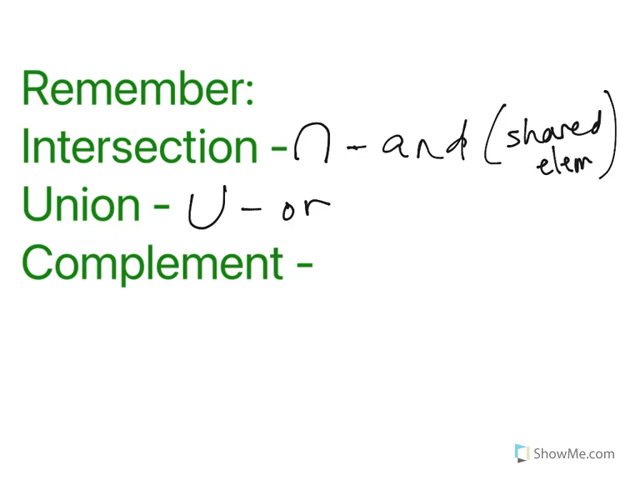 Remember:
Intersection - ∩ - and (shared elem)
Union - ∪ - or
Complement -
ShowMe.com